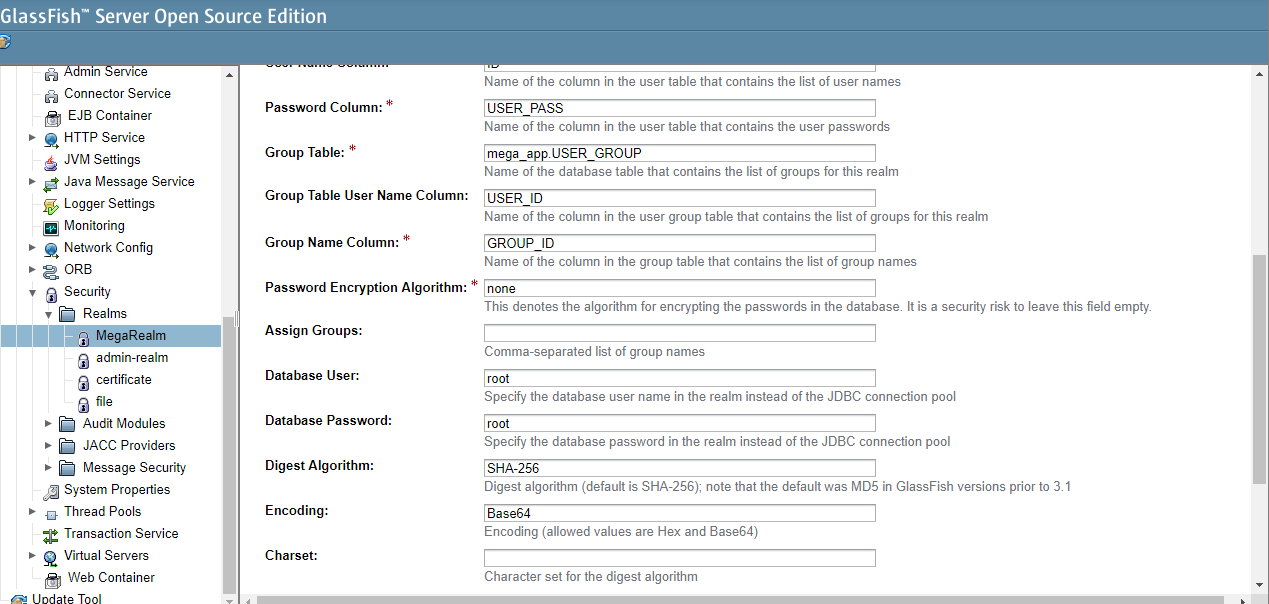 GlassFish™ Server Open Source Edition
Admin Service
Connector Service
EJB Container
HTTP Service
JVM Settings
Java Message Service
Logger Settings
Monitoring
Network Config
ORB
Security
Realms
MegaRealm
admin-realm
certificate
file
Audit Modules
JACC Providers
Message Security
System Properties
Thread Pools
Transaction Service
Virtual Servers
Web Container
Update Tool
User Name Column: ID
Name of the column in the user table that contains the list of user names
Password Column: * USER_PASS
Name of the column in the user table that contains the user passwords
Group Table: * mega_app.USER_GROUP
Name of the database table that contains the list of groups for this realm
Group Table User Name Column: USER_ID
Name of the column in the user group table that contains the list of groups for this realm
Group Name Column: * GROUP_ID
Name of the column in the group table that contains the list of group names
Password Encryption Algorithm: * none
This denotes the algorithm for encrypting the passwords in the database. It is a security risk to leave this field empty.
Assign Groups:
Comma-separated list of group names
Database User: root
Specify the database user name in the realm instead of the JDBC connection pool
Database Password: root
Specify the database password in the realm instead of the JDBC connection pool
Digest Algorithm: SHA-256
Digest algorithm (default is SHA-256); note that the default was MD5 in GlassFish versions prior to 3.1
Encoding: Base64
Encoding (allowed values are Hex and Base64)
Charset:
Character set for the digest algorithm